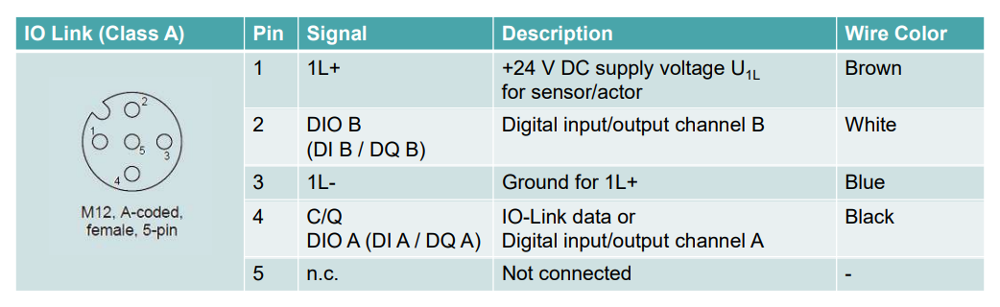 IO Link (Class A) Pin Signal Description Wire Color
1 1L+ +24 V DC supply voltage U1L Brown
for sensor/actor
2 DIO B Digital input/output channel B White
(DI B / DQ B)
3 1L- Ground for 1L+ Blue
4 C/Q IO-Link data or Black
DIO A (DI A / DQ A) Digital input/output channel A
5 n.c. Not connected -
2
1
5
3
4
M12, A-coded,
female, 5-pin